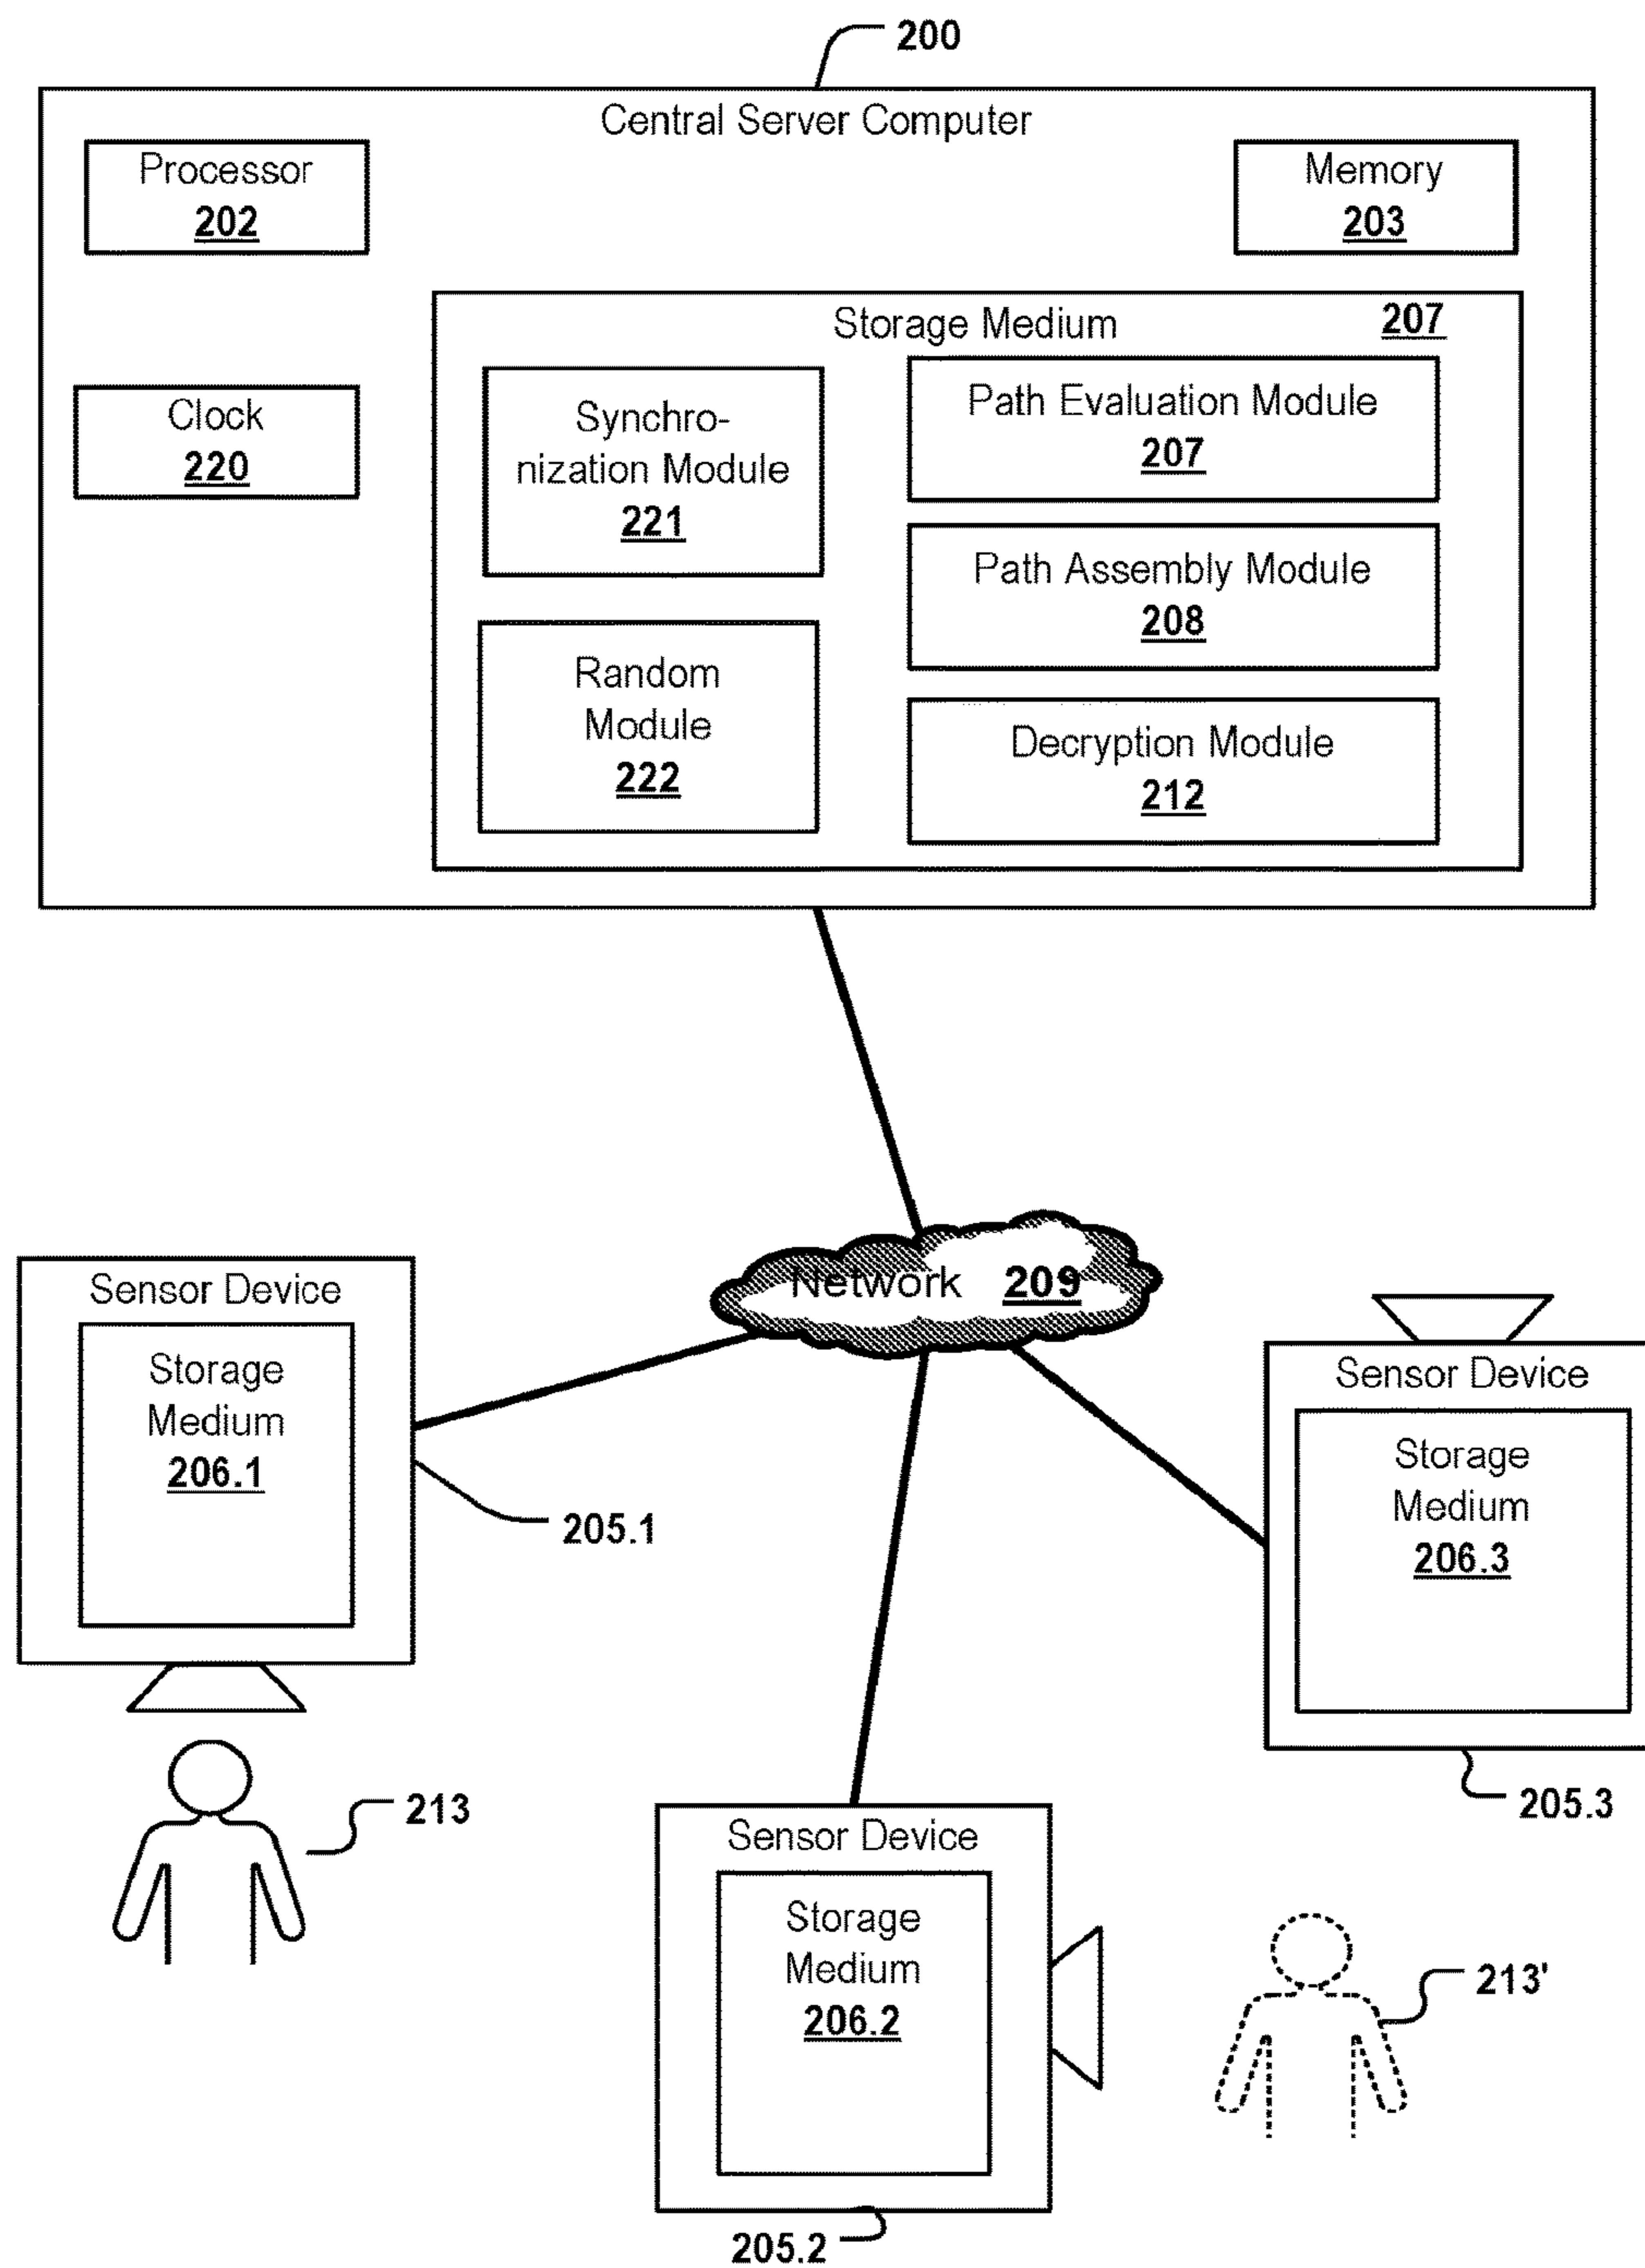 200
Central Server Computer
Processor
202
Memory
203
Storage Medium 207
Clock
220
Synchro-
nization Module
221
Path Evaluation Module
207
Path Assembly Module
208
Random
Module
222
Decryption Module
212
Network 209
Sensor Device
Storage
Medium
206.1
205.1
Sensor Device
Storage
Medium
206.3
205.3
213
Sensor Device
Storage
Medium
206.2
205.2
213'